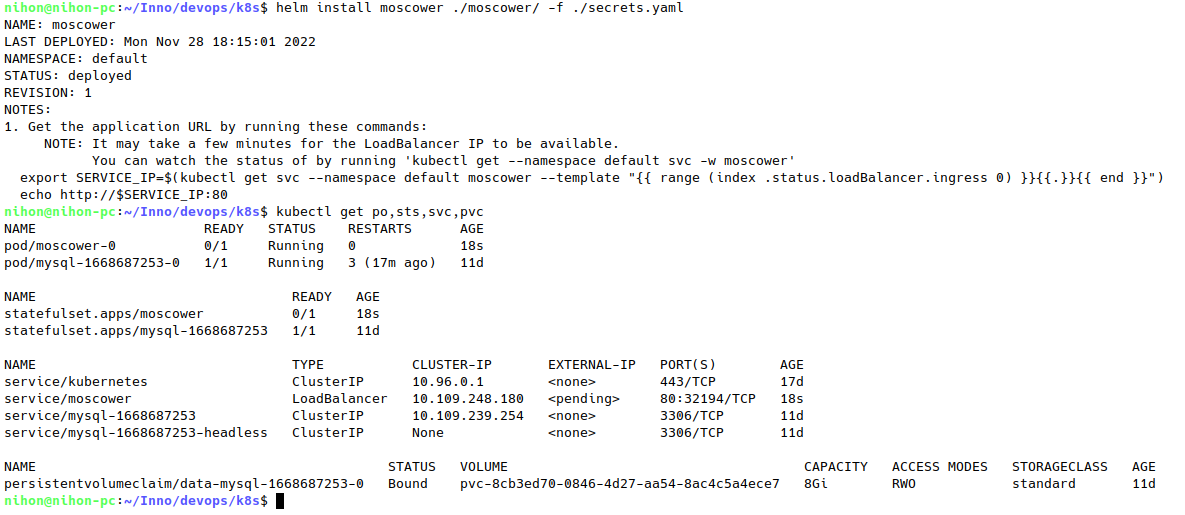 nihon@nihon-pc:~/Inno/devops/k8s$ helm install moscower ./moscower/ -f ./secrets.yaml
NAME: moscower
LAST DEPLOYED: Mon Nov 28 18:15:01 2022
NAMESPACE: default
STATUS: deployed
REVISION: 1
NOTES:
1. Get the application URL by running these commands:
     NOTE: It may take a few minutes for the LoadBalancer IP to be available.
           You can watch the status of by running 'kubectl get --namespace default svc -w moscower'
  export SERVICE_IP=$(kubectl get svc --namespace default moscower --template "{{ range (index .status.loadBalancer.ingress 0) }}{{.}}{{ end }}")
  echo http://$SERVICE_IP:80
nihon@nihon-pc:~/Inno/devops/k8s$ kubectl get po,sts,svc,pvc
NAME                     READY   STATUS    RESTARTS      AGE
pod/moscower-0           0/1     Running   0             18s
pod/mysql-1668687253-0   1/1     Running   3 (17m ago)   11d

NAME                                READY   AGE
statefulset.apps/moscower           0/1     18s
statefulset.apps/mysql-1668687253   1/1     11d

NAME                                TYPE           CLUSTER-IP       EXTERNAL-IP   PORT(S)        AGE
service/kubernetes                  ClusterIP      10.96.0.1        <none>        443/TCP        17d
service/moscower                    LoadBalancer   10.109.248.180   <pending>     80:32194/TCP   18s
service/mysql-1668687253            ClusterIP      10.109.239.254   <none>        3306/TCP       11d
service/mysql-1668687253-headless   ClusterIP      None             <none>        3306/TCP       11d

NAME                                            STATUS   VOLUME                                     CAPACITY   ACCESS MODES   STORAGECLASS   AGE
persistentvolumeclaim/data-mysql-1668687253-0   Bound    pvc-8cb3ed70-0846-4d27-aa54-8ac4c5a4ece7   8Gi        RWO            standard       11d
nihon@nihon-pc:~/Inno/devops/k8s$